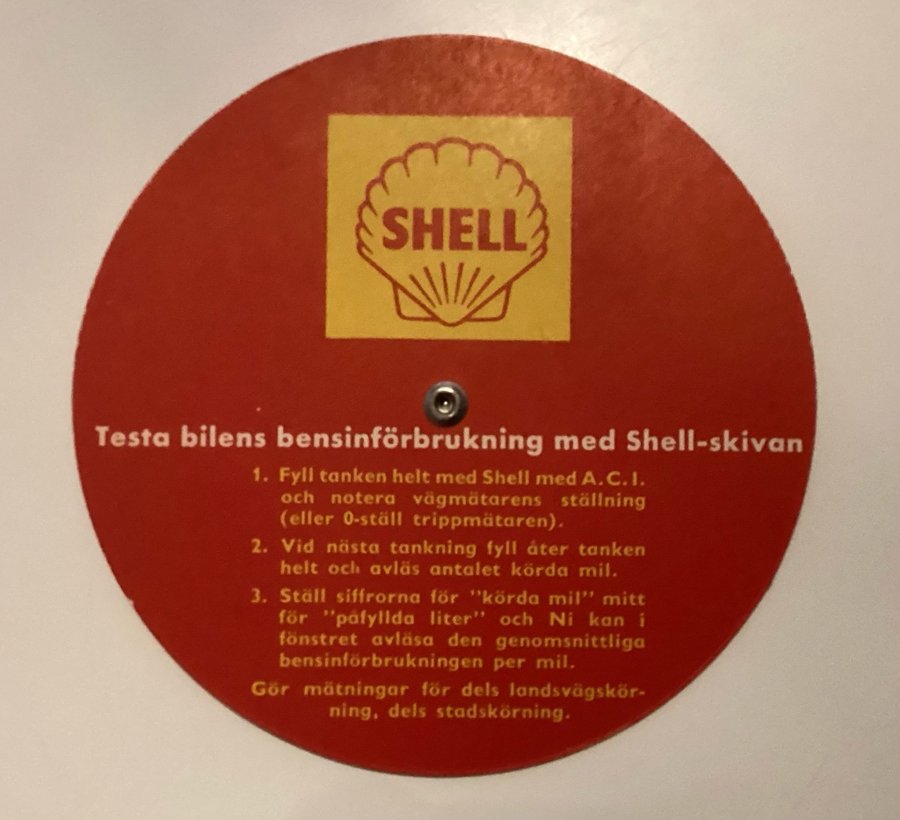 SHELL
Testa bilens bensinförbrukning med Shell-skivan
1. Fyll tanken helt med Shell med A.C.I.
och notera vägmätarens ställning
(eller 0-ställ trippmätaren).
2. Vid nästa tankning fyll åter tanken
helt och avläs antalet körda mil.
3. Ställ siffrorna för "körda mil" mitt
för "påfyllda liter" och Ni kan i
fönstret avläsa den genomsnittliga
bensinförbrukningen per mil.
Gör mätningar för dels landsvägskör-
ning, dels stadskörning.